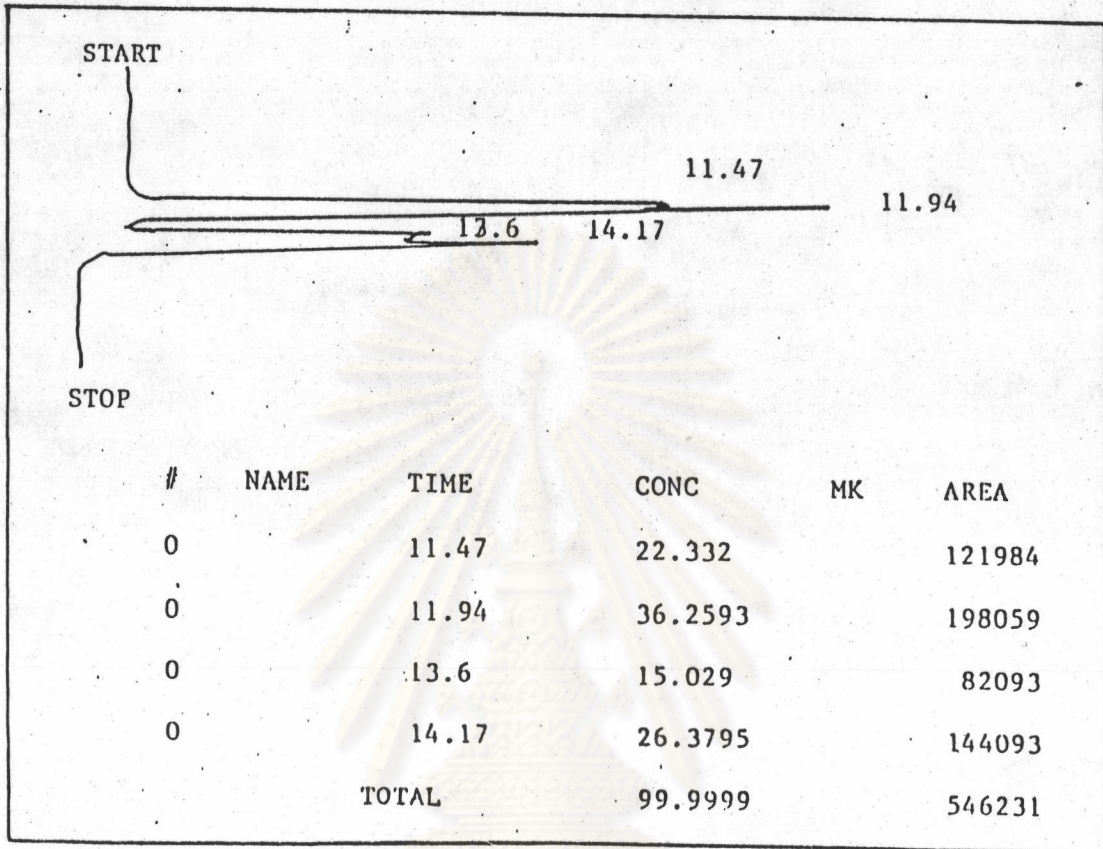 START
11.47
11.94
13.6 14.17
STOP
# NAME TIME CONC MK AREA
0 11.47 22.332 121984
0 11.94 36.2593 198059
0 13.6 15.029 82093
0 14.17 26.3795 144093
TOTAL 99.9999 546231